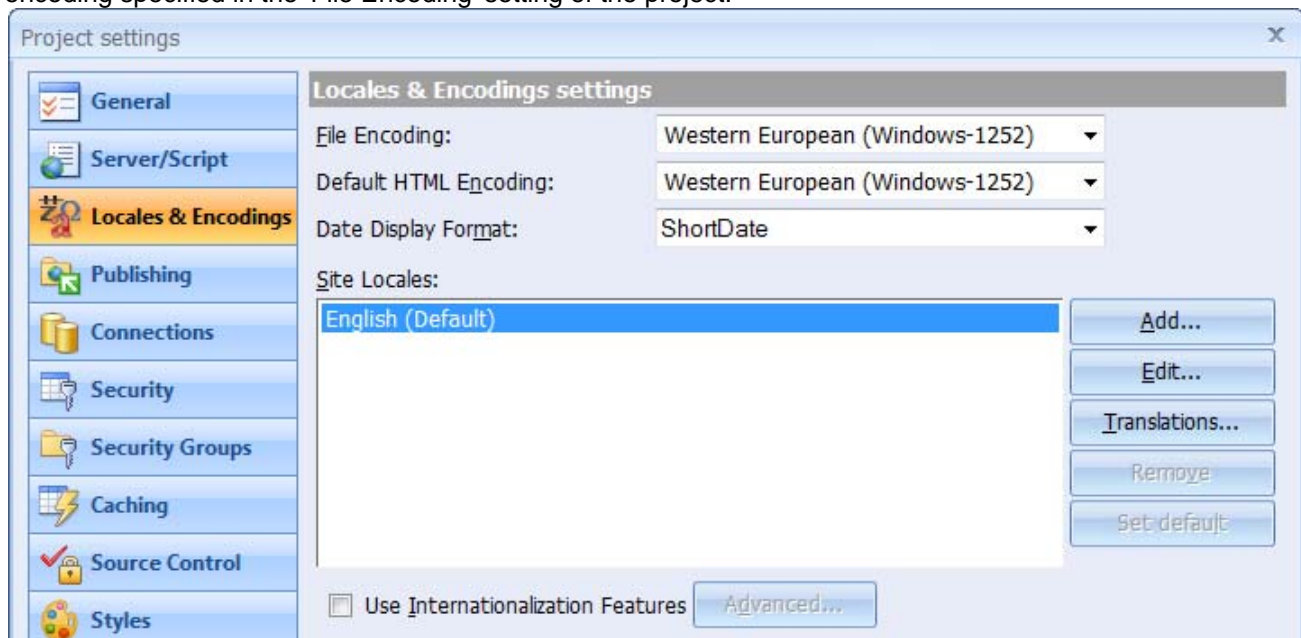 encoding specified in the 'File Encoding' setting of the project.
Project settings
x
General
Server/Script
Locales & Encodings
Publishing
Connections
Security
Security Groups
Caching
Source Control
Styles
Locales & Encodings settings
File Encoding: Western European (Windows-1252)
Default HTML Encoding: Western European (Windows-1252)
Date Display Format: ShortDate
Site Locales:
English (Default)
Add...
Edit...
Translations...
Remove
Set default
Use Internationalization Features Advanced...